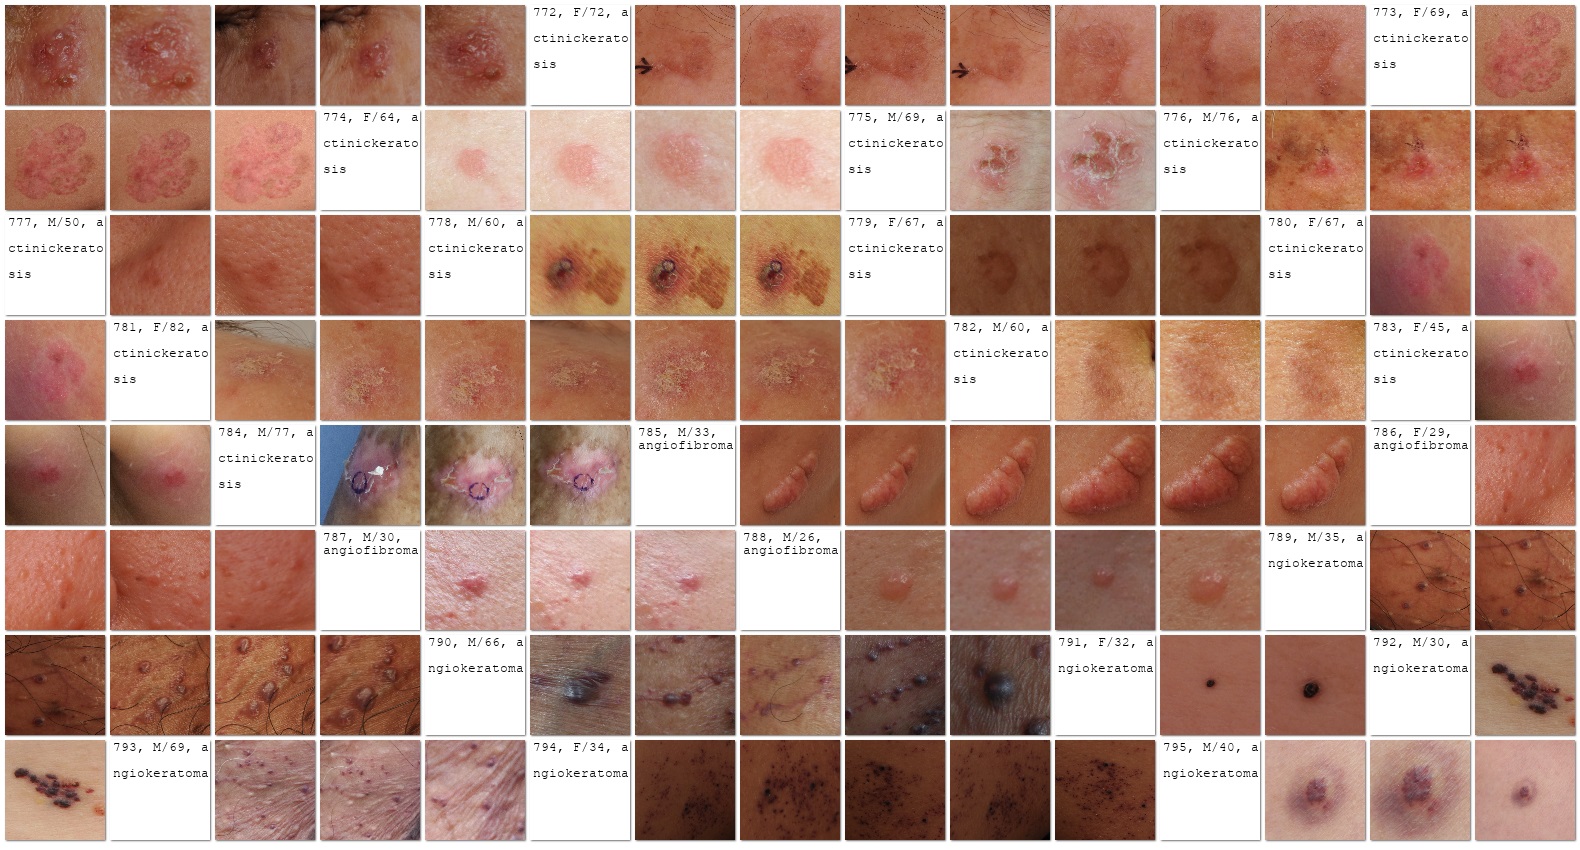 772, F/72, a
ctinickerato
sis
773, F/69, a
ctinickerato
sis
774, F/64, a
ctinickerato
sis
775, M/69, a
ctinickerato
sis
776, M/76, a
ctinickerato
sis
777, M/50, a
ctinickerato
sis
778, M/60, a
ctinickerato
sis
779, F/67, a
ctinickerato
sis
780, F/67, a
ctinickerato
sis
781, F/82, a
ctinickerato
sis
782, M/60, a
ctinickerato
sis
783, F/45, a
ctinickerato
sis
784, M/77, a
ctinickerato
sis
785, M/33,
angiofibroma
786, F/29,
angiofibroma
787, M/30,
angiofibroma
788, M/26,
angiofibroma
789, M/35, a
ngiokeratoma
790, M/66, a
ngiokeratoma
791, F/32, a
ngiokeratoma
792, M/30, a
ngiokeratoma
793, M/69, a
ngiokeratoma
794, F/34, a
ngiokeratoma
795, M/40, a
ngiokeratoma